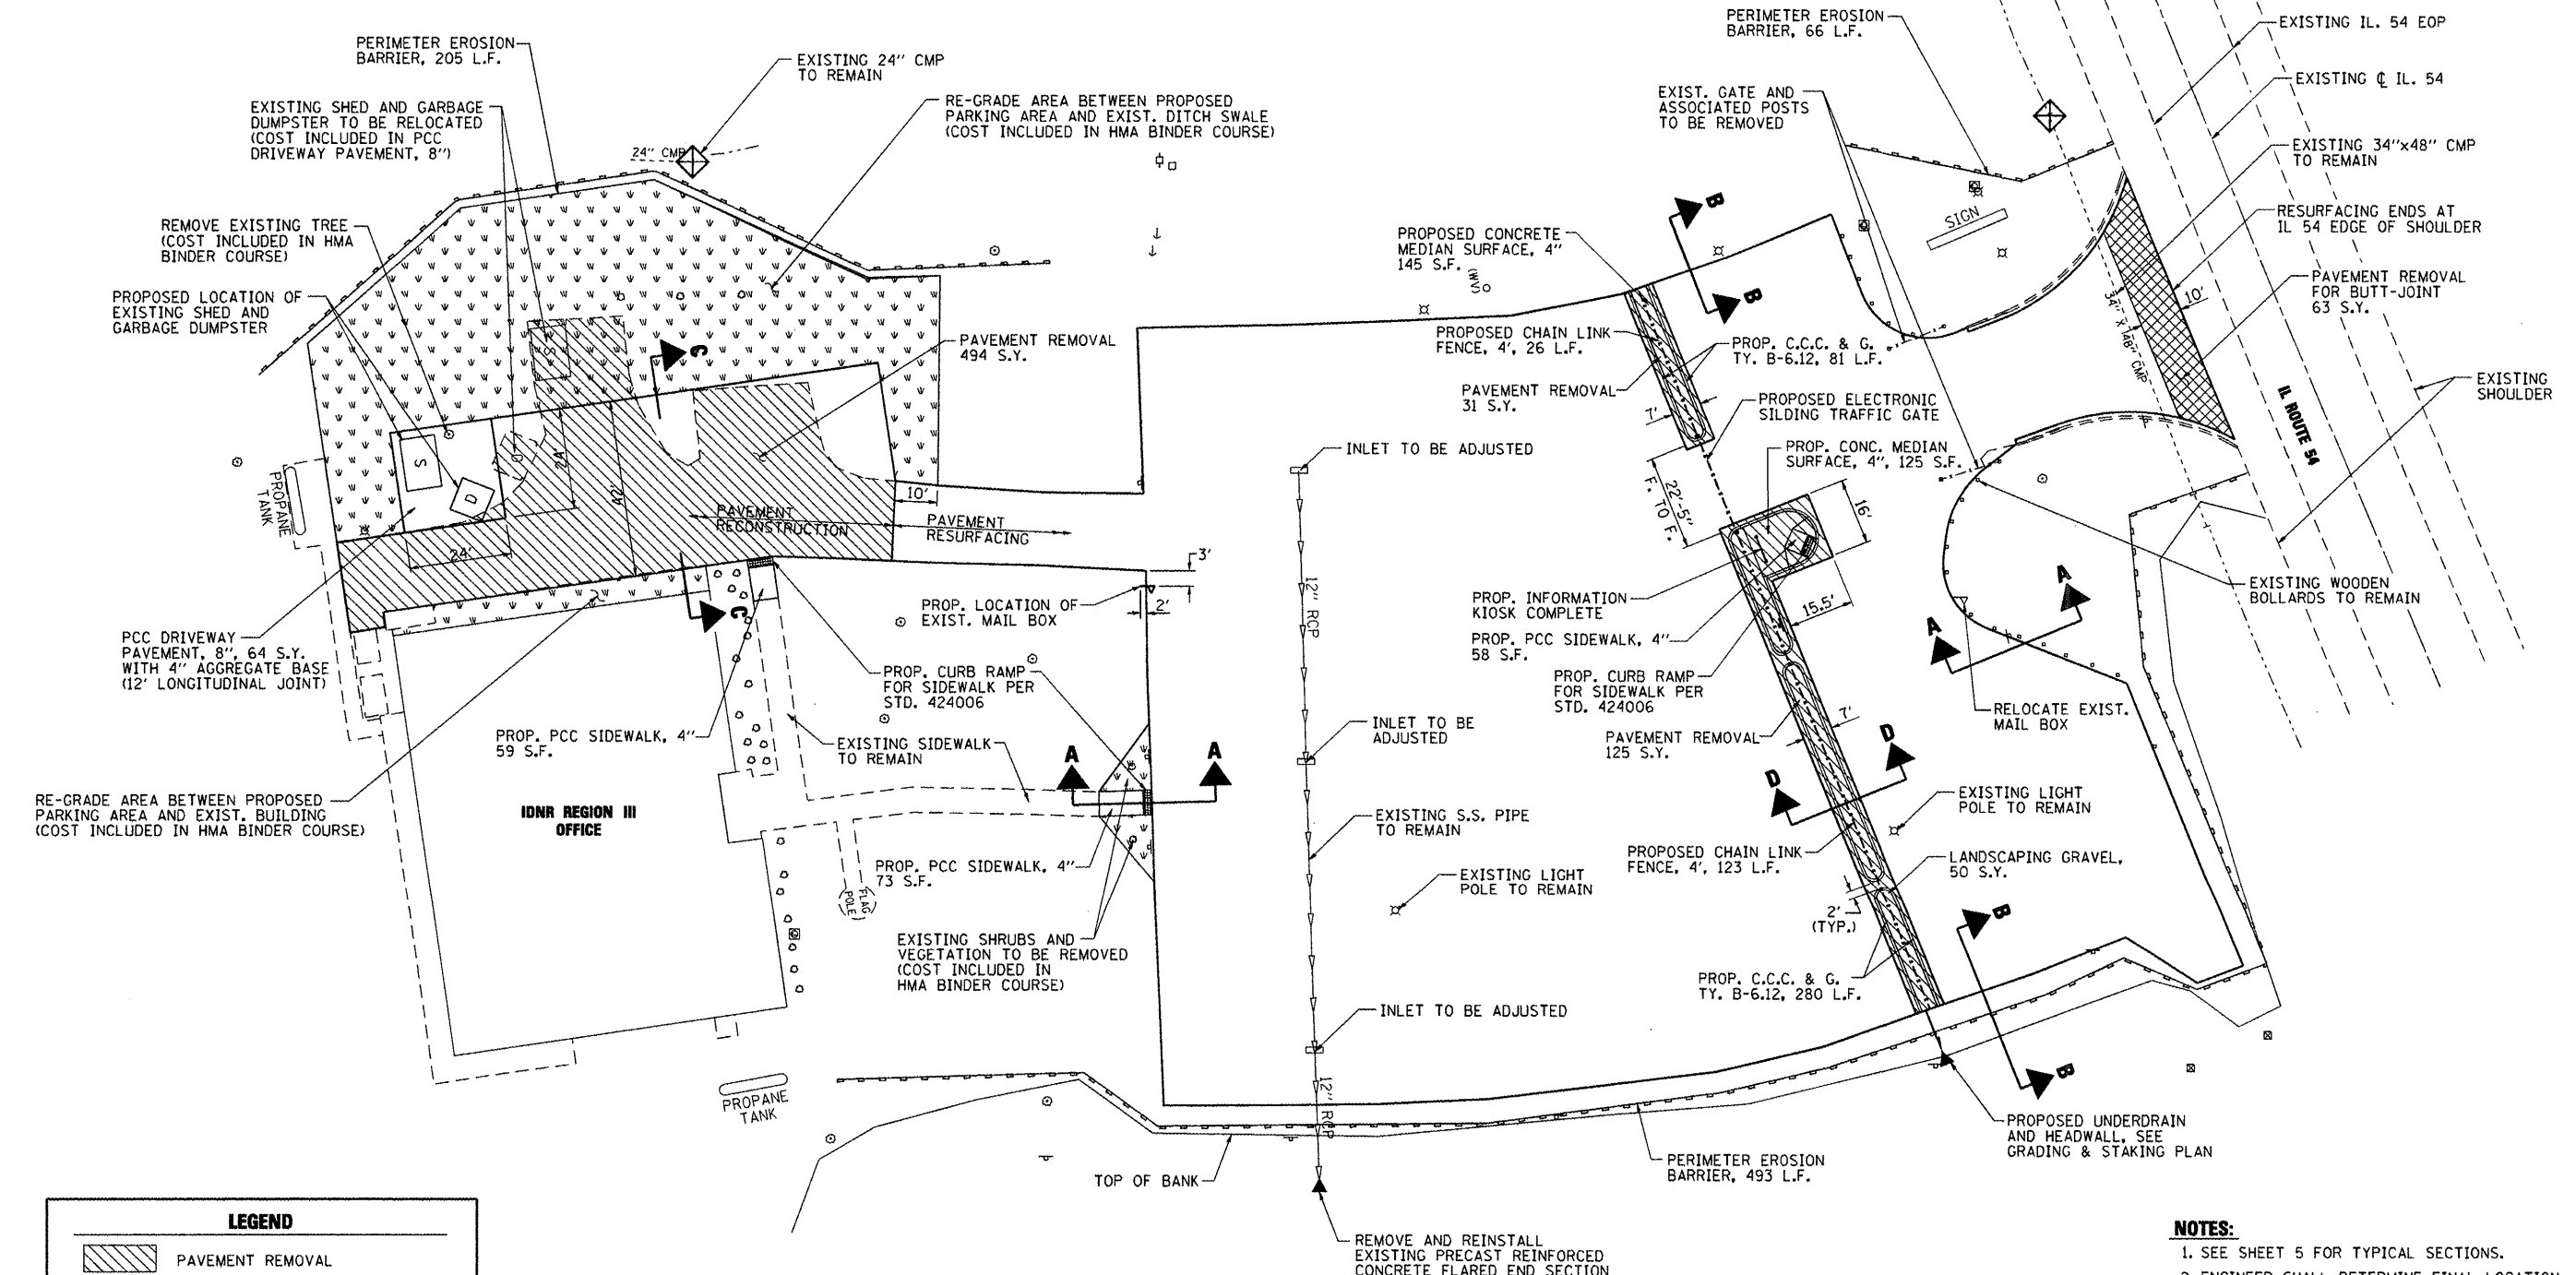 PERIMETER EROSION
BARRIER, 205 L.F.
EXISTING 24" CMP
TO REMAIN
EXISTING SHED AND GARBAGE
DUMPSTER TO BE RELOCATED
(COST INCLUDED IN PCC
DRIVEWAY PAVEMENT, 8")
RE-GRADE AREA BETWEEN PROPOSED
PARKING AREA AND EXIST. DITCH SWALE
(COST INCLUDED IN HMA BINDER COURSE)
24" CMP
REMOVE EXISTING TREE
(COST INCLUDED IN HMA
BINDER COURSE)
PROPOSED LOCATION OF
EXISTING SHED AND
GARBAGE DUMPSTER
PAVEMENT REMOVAL
494 S.Y.
C
S
S
D
D
24'
42'
24'
10'
PROPANE
TANK
PAVEMENT
RECONSTRUCTION
PAVEMENT
RESURFACING
C
PCC DRIVEWAY
PAVEMENT, 8", 64 S.Y.
WITH 4" AGGREGATE BASE
(12' LONGITUDINAL JOINT)
PROP. PCC SIDEWALK, 4"
59 S.F.
RE-GRADE AREA BETWEEN PROPOSED
PARKING AREA AND EXIST. BUILDING
(COST INCLUDED IN HMA BINDER COURSE)
IDNR REGION III
OFFICE
PROP. LOCATION OF
EXIST. MAIL BOX
3'
2'
PROP. CURB RAMP
FOR SIDEWALK PER
STD. 424006
EXISTING SIDEWALK
TO REMAIN
A
A
PROP. PCC SIDEWALK, 4"
73 S.F.
FLAG
POLE
EXISTING SHRUBS AND
VEGETATION TO BE REMOVED
(COST INCLUDED IN
HMA BINDER COURSE)
PROPANE
TANK
TOP OF BANK
INLET TO BE ADJUSTED
12" RCP
INLET TO BE
ADJUSTED
EXISTING S.S. PIPE
TO REMAIN
EXISTING LIGHT
POLE TO REMAIN
INLET TO BE ADJUSTED
12" RCP
REMOVE AND REINSTALL
EXISTING PRECAST REINFORCED
CONCRETE FLARED END SECTION
PERIMETER EROSION
BARRIER, 66 L.F.
EXIST. GATE AND
ASSOCIATED POSTS
TO BE REMOVED
SIGN
B
B
PROPOSED CONCRETE
MEDIAN SURFACE, 4"
145 S.F.
(WV)
PROPOSED CHAIN LINK
FENCE, 4', 26 L.F.
PROP. C.C.C. & G.
TY. B-6.12, 81 L.F.
PAVEMENT REMOVAL
31 S.Y.
7'
PROPOSED ELECTRONIC
SILDING TRAFFIC GATE
22'-5"
F. TO F.
PROP. CONC. MEDIAN
SURFACE, 4", 125 S.F.
16'
15.5'
PROP. INFORMATION
KIOSK COMPLETE
PROP. PCC SIDEWALK, 4"
58 S.F.
PROP. CURB RAMP
FOR SIDEWALK PER
STD. 424006
PAVEMENT REMOVAL
125 S.Y.
7'
D
D
A
A
PROPOSED CHAIN LINK
FENCE, 4', 123 L.F.
2'
(TYP.)
PROP. C.C.C. & G.
TY. B-6.12, 280 L.F.
EXISTING LIGHT
POLE TO REMAIN
LANDSCAPING GRAVEL,
50 S.Y.
B
B
PERIMETER EROSION
BARRIER, 493 L.F.
PROPOSED UNDERDRAIN
AND HEADWALL, SEE
GRADING & STAKING PLAN
EXISTING IL. 54 EOP
EXISTING ℄ IL. 54
EXISTING 34"x48" CMP
TO REMAIN
RESURFACING ENDS AT
IL 54 EDGE OF SHOULDER
PAVEMENT REMOVAL
FOR BUTT-JOINT
63 S.Y.
10'
34" X 48" CMP
IL ROUTE 54
EXISTING
SHOULDER
EXISTING WOODEN
BOLLARDS TO REMAIN
RELOCATE EXIST.
MAIL BOX
LEGEND
PAVEMENT REMOVAL
NOTES:
1. SEE SHEET 5 FOR TYPICAL SECTIONS.
2. ENGINEER SHALL DETERMINE FINAL LOCATION